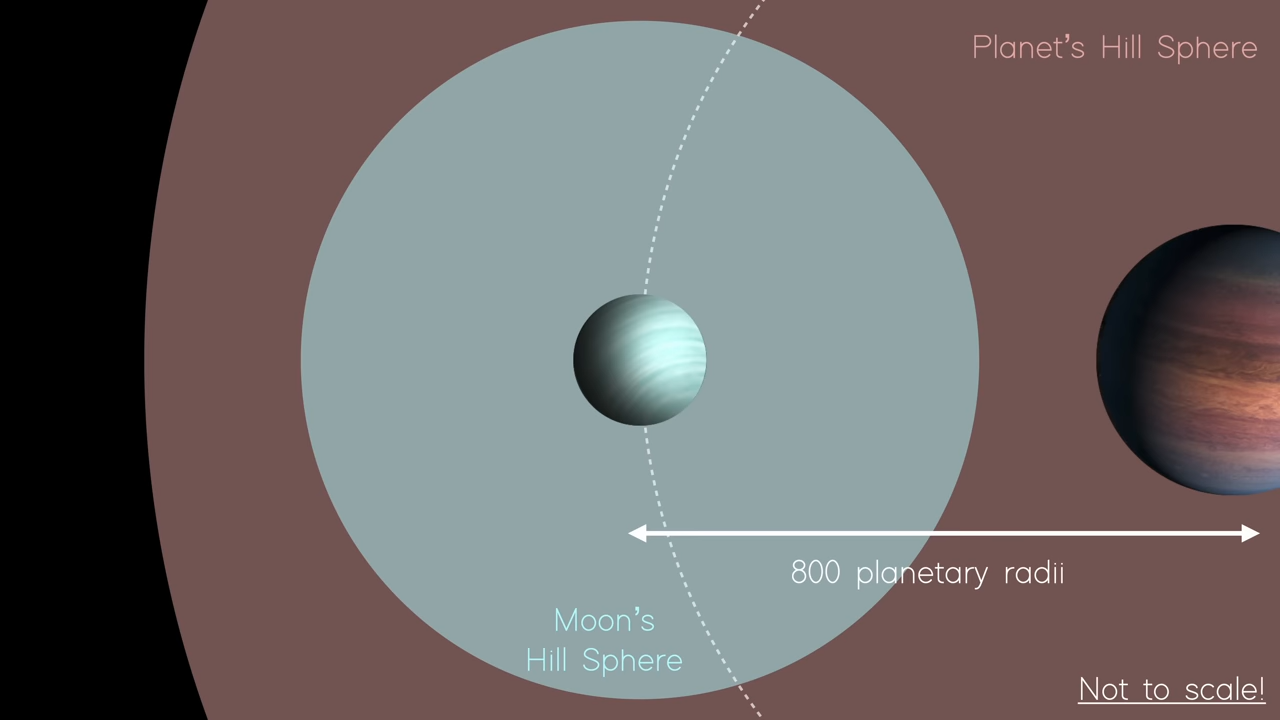 Planet's Hill Sphere
800 planetary radii
Moon's
Hill Sphere
Not to scale!